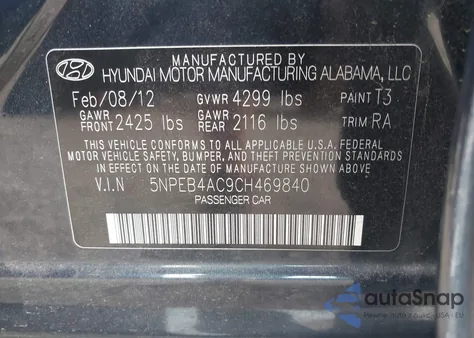 MANUFACTURED BY
HYUNDAI MOTOR MANUFACTURING ALABAMA, LLC
Feb/08/12 GVWR 4299 lbs PAINT T3
GAWR FRONT 2425 lbs GAWR REAR 2116 lbs TRIM RA
THIS VEHICLE CONFORMS TO ALL APPLICABLE U.S.A. FEDERAL
MOTOR VEHICLE SAFETY, BUMPER, AND THEFT PREVENTION STANDARDS
IN EFFECT ON THE DATE OF MANUFACTURE SHOWN ABOVE.
V.I.N 5NPEB4AC9CH469840
PASSENGER CAR
autoSnap